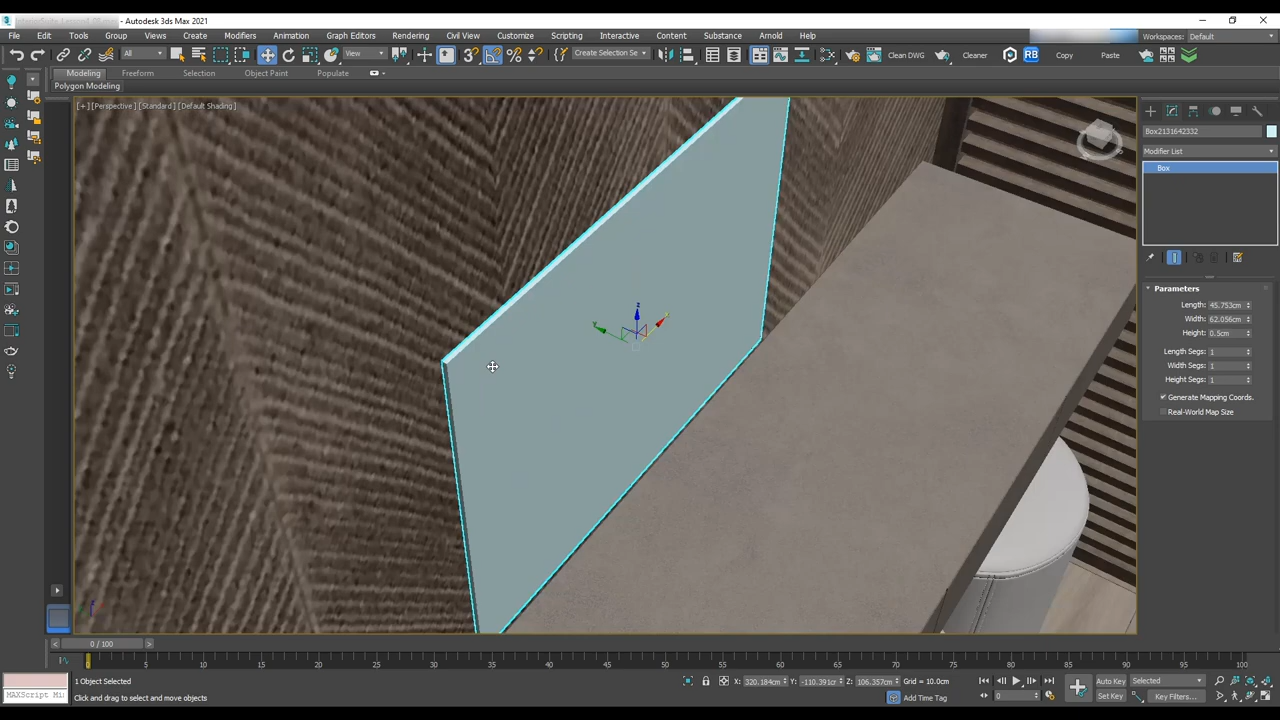 Autodesk 3ds Max 2021
File Edit Tools Group Views Create Modifiers Animation Graph Editors Rendering Civil View Customize Scripting Interactive Content Substance Arnold Help
Workspaces: Default
All View Create Selection Se Clean DWG Cleaner RB Copy Paste
Modeling Freeform Selection Object Paint Populate
Polygon Modeling
[+] [Perspective] [Standard] [Default Shading]
Box2131642332
Modifier List
Box
Parameters
Length: 45.753cm
Width: 62.056cm
Height: 0.5cm
Length Segs: 1
Width Segs: 1
Height Segs: 1
Generate Mapping Coords.
Real-World Map Size
0 / 100
0 5 10 15 20 25 30 35 40 45 50 55 60 65 70 75 80 85 90 95 100
1 Object Selected X: 320.184cm Y: -110.391cm Z: 106.357cm Grid = 10.0cm Auto Key Selected
MAXScript Mi Click and drag to select and move objects Add Time Tag 0 Set Key Key Filters...